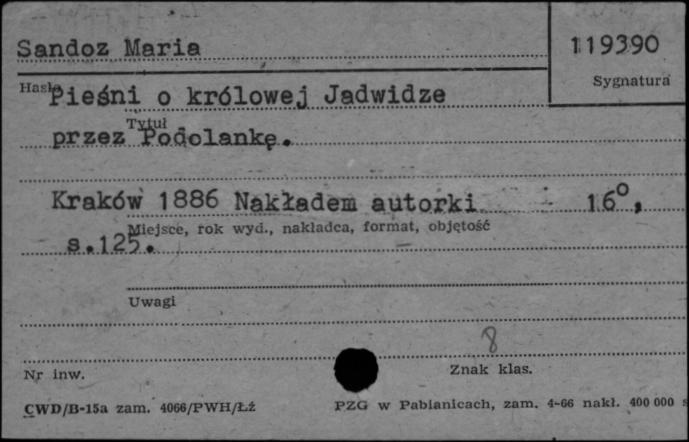 Sandoz Maria
119390
Hasło
Sygnatura
Pieśni o królowej Jadwidze
Tytuł
przez Podolankę.
Kraków 1886 Nakładem autorki - 16°,
Miejsce, rok wyd., nakładca, format, objętość
s.125.
Uwagi
8
Nr inw.
Znak klas.
CWD/B-15a zam. 4066/PWH/Łź
PZG w Pabianicach, zam. 4-66 nakł. 400 000 s